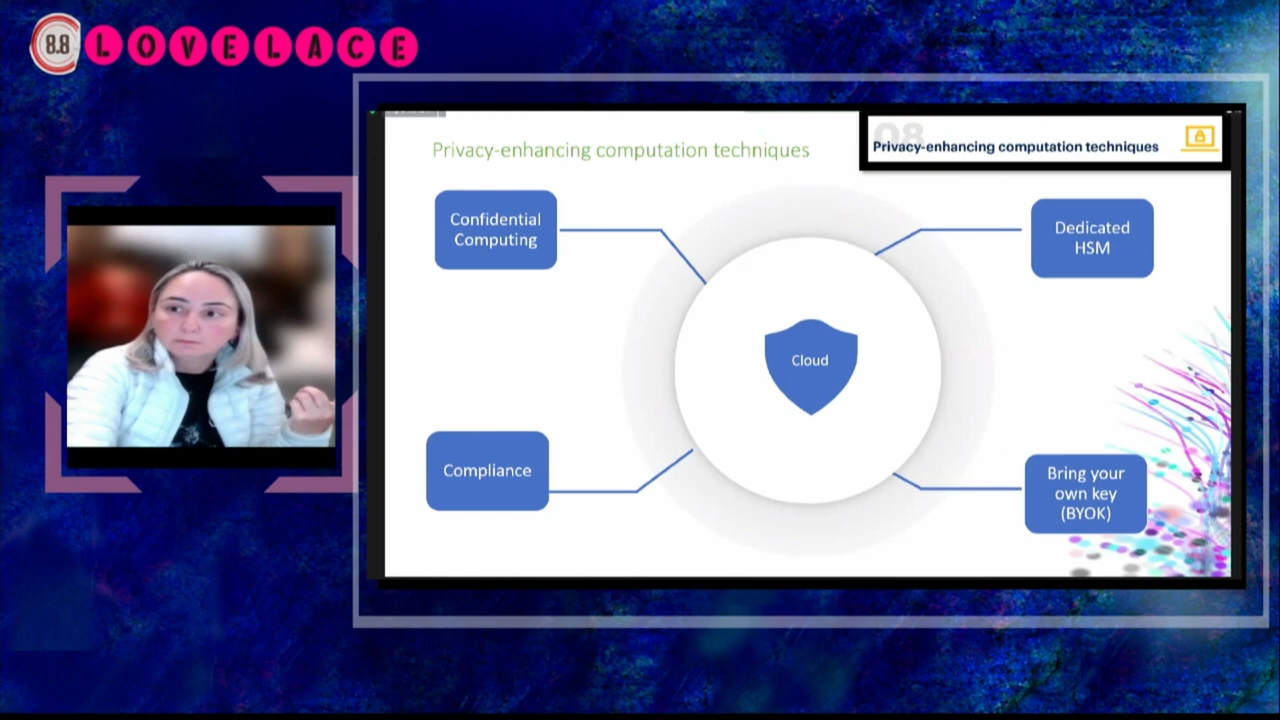 8.8
LOVELACE
Privacy-enhancing computation techniques
08
Privacy-enhancing computation techniques
Confidential
Computing
Dedicated
HSM
Cloud
Compliance
Bring your
own key
(BYOK)